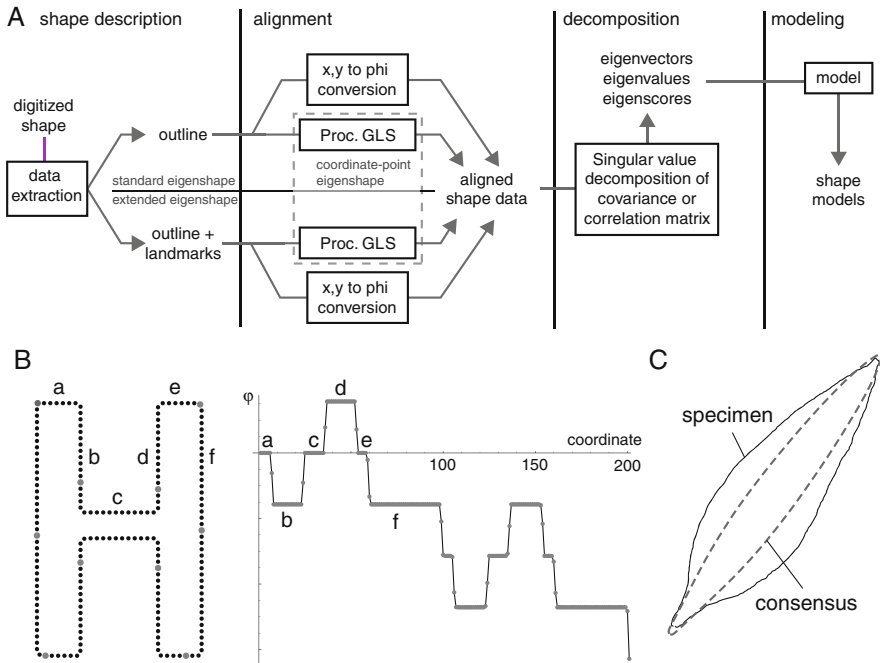 A
shape description
alignment
decomposition
modeling
digitized
shape
data
extraction
outline
standard eigenshape
extended eigenshape
outline +
landmarks
x,y to phi
conversion
Proc. GLS
coordinate-point
eigenshape
Proc. GLS
x,y to phi
conversion
aligned
shape data
eigenvectors
eigenvalues
eigenscores
Singular value
decomposition of
covariance or
correlation matrix
model
shape
models
B
a
e
b
d
f
c
φ
a
b
c
d
e
f
coordinate
100
150
200
C
specimen
consensus